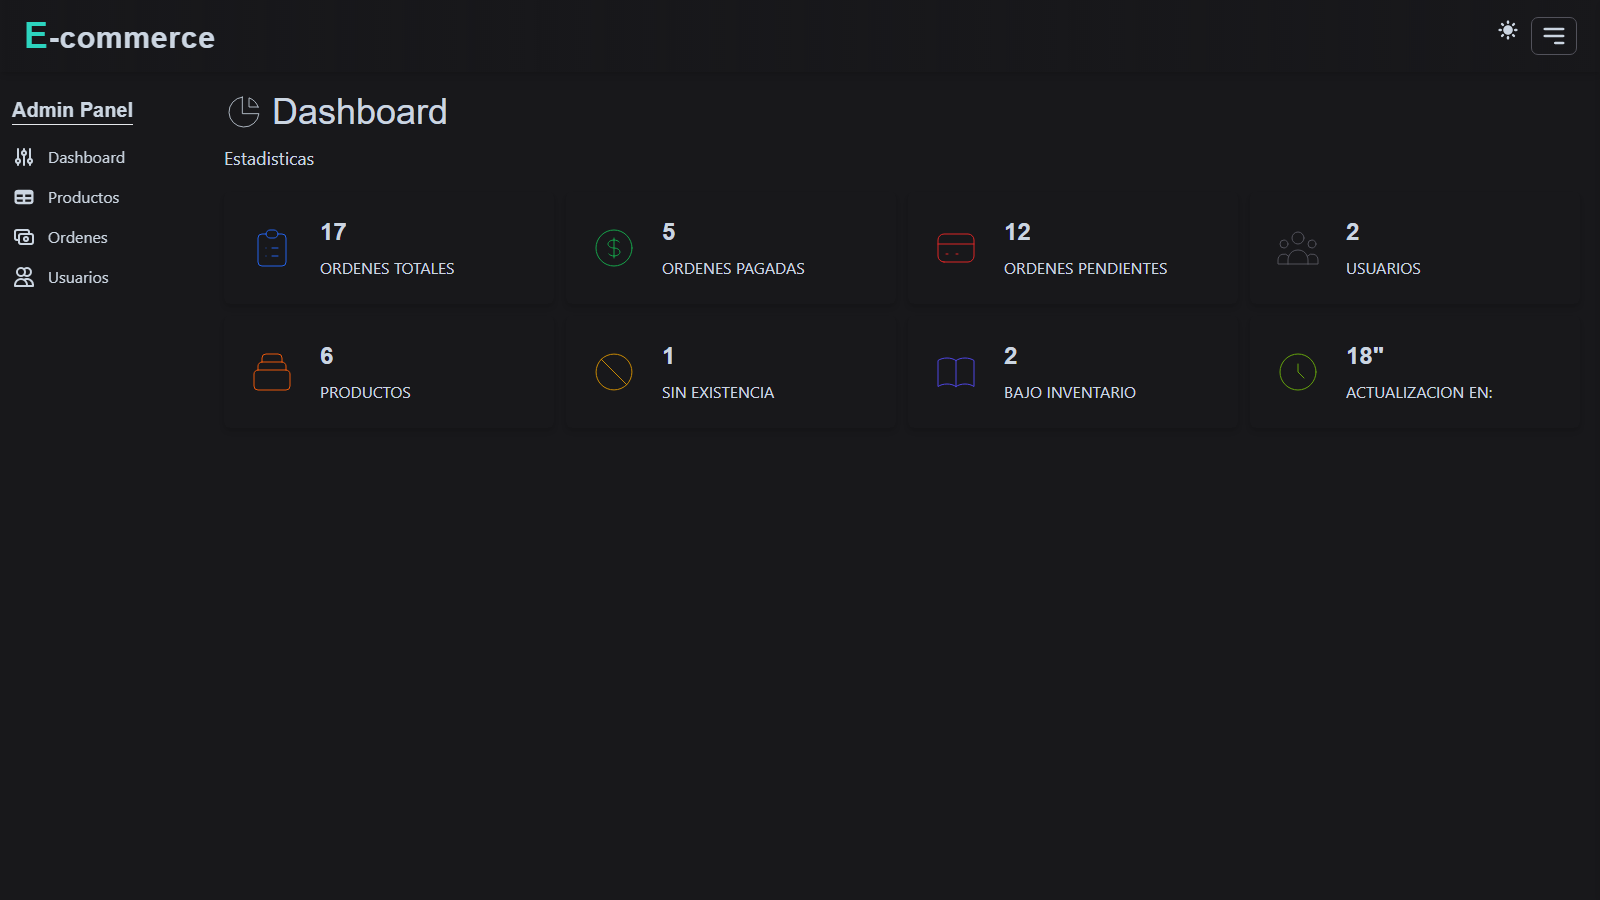 E-commerce
Admin Panel
Dashboard
Productos
Ordenes
Usuarios
Dashboard
Estadisticas
17
ORDENES TOTALES
5
ORDENES PAGADAS
12
ORDENES PENDIENTES
2
USUARIOS
6
PRODUCTOS
1
SIN EXISTENCIA
2
BAJO INVENTARIO
18"
ACTUALIZACION EN: